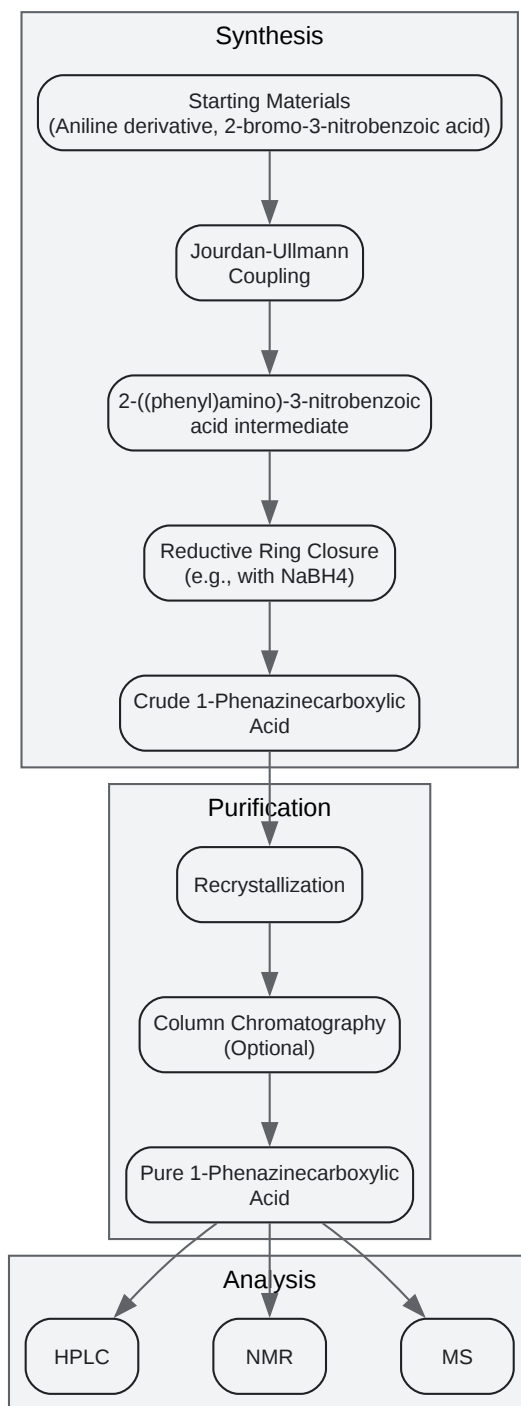 Synthesis
Starting Materials
(Aniline derivative, 2-bromo-3-nitrobenzoic acid)
Jourdan-Ullmann
Coupling
2-((phenyl)amino)-3-nitrobenzoic
acid intermediate
Reductive Ring Closure
(e.g., with NaBH4)
Crude 1-Phenazinecarboxylic
Acid
Purification
Recrystallization
Column Chromatography
(Optional)
Pure 1-Phenazinecarboxylic
Acid
Analysis
HPLC
NMR
MS